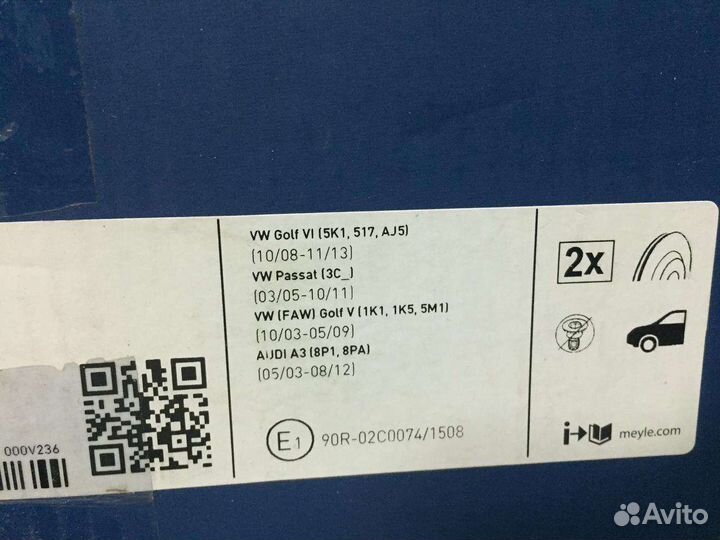 VW Golf VI (5K1, 517, AJ5)
(10/08-11/13)
VW Passat (3C_)
(03/05-10/11)
VW (FAW) Golf V (1K1, 1K5, 5M1)
(10/03-05/09)
AUDI A3 (8P1, 8PA)
(05/03-08/12)
E1 90R-02C0074/1508
000V236
2x
i
meyle.com
Avito